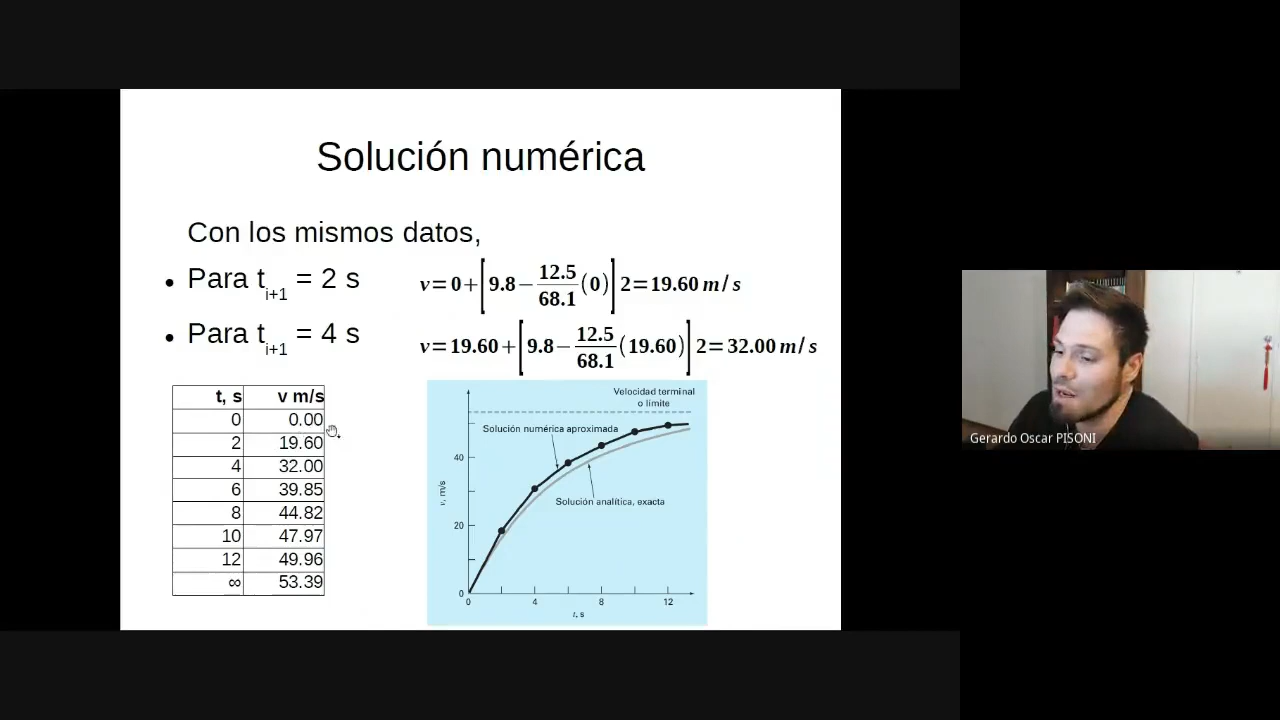 Solución numérica
Con los mismos datos,
• Para t i+1 = 2 s
v = 0 + [ 9.8 − 12.5 / 68.1 (0) ] 2 = 19.60 m / s
• Para t i+1 = 4 s
v = 19.60 + [ 9.8 − 12.5 / 68.1 (19.60) ] 2 = 32.00 m / s
t, s v m/s
0 0.00
2 19.60
4 32.00
6 39.85
8 44.82
10 47.97
12 49.96
∞ 53.39
Velocidad terminal
o límite
Solución numérica aproximada
Solución analítica, exacta
v, m/s
40
20
0
0 4 8 12
t, s
Gerardo Oscar PISONI